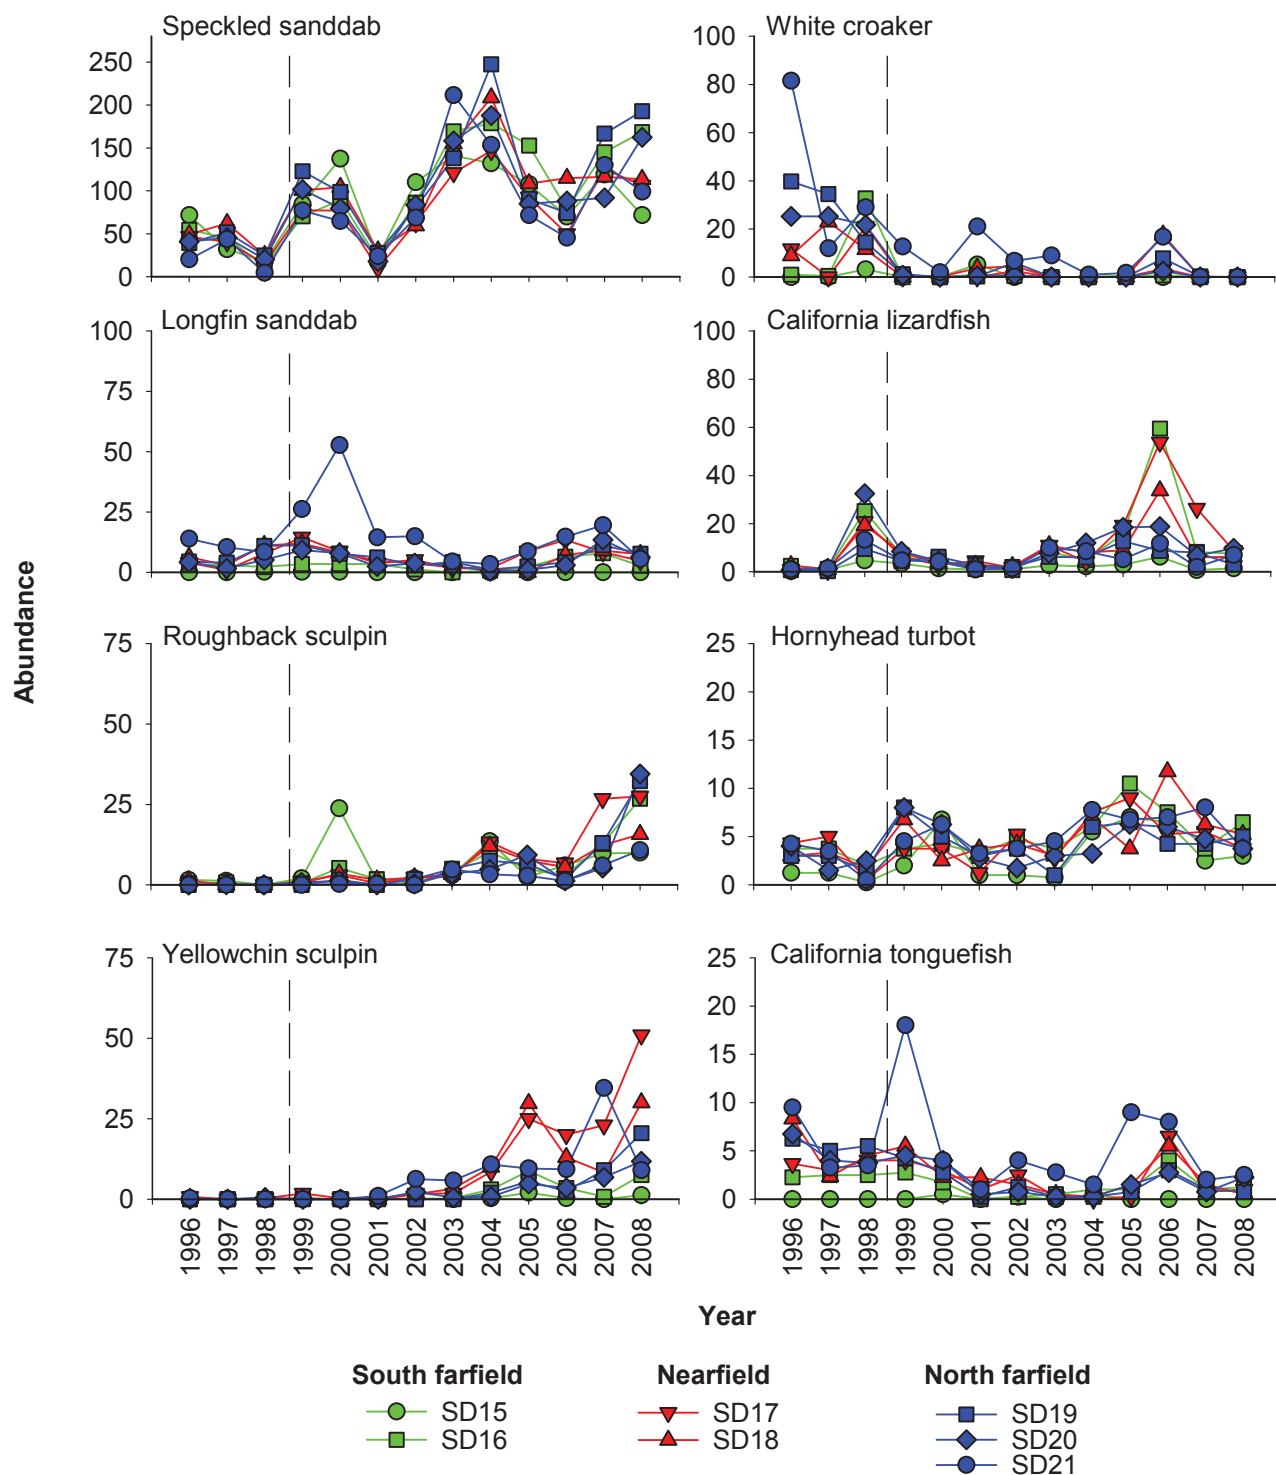 Speckled sanddab
250
200
150
100
50
0
White croaker
100
80
60
40
20
0
Longfin sanddab
100
75
50
25
0
California lizardfish
100
80
60
40
20
0
Roughback sculpin
75
50
25
0
Hornyhead turbot
25
20
15
10
5
0
Yellowchin sculpin
75
50
25
0
California tonguefish
25
20
15
10
5
0
Abundance
1996 1997 1998 1999 2000 2001 2002 2003 2004 2005 2006 2007 2008
1996 1997 1998 1999 2000 2001 2002 2003 2004 2005 2006 2007 2008
Year
South farfield
SD15
SD16
Nearfield
SD17
SD18
North farfield
SD19
SD20
SD21